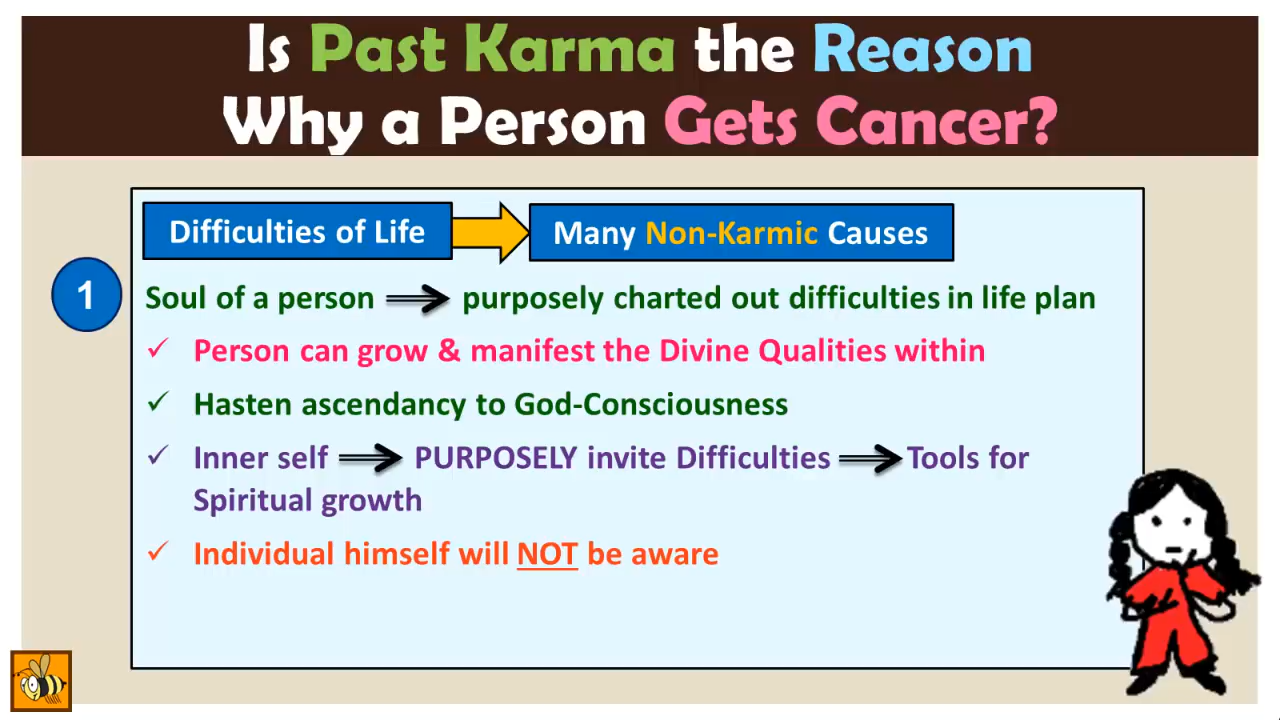 Is Past Karma the Reason
Why a Person Gets Cancer?
Difficulties of Life
Many Non-Karmic Causes
1
Soul of a person purposely charted out difficulties in life plan
✓ Person can grow & manifest the Divine Qualities within
✓ Hasten ascendancy to God-Consciousness
✓ Inner self PURPOSELY invite Difficulties Tools for
Spiritual growth
✓ Individual himself will NOT be aware